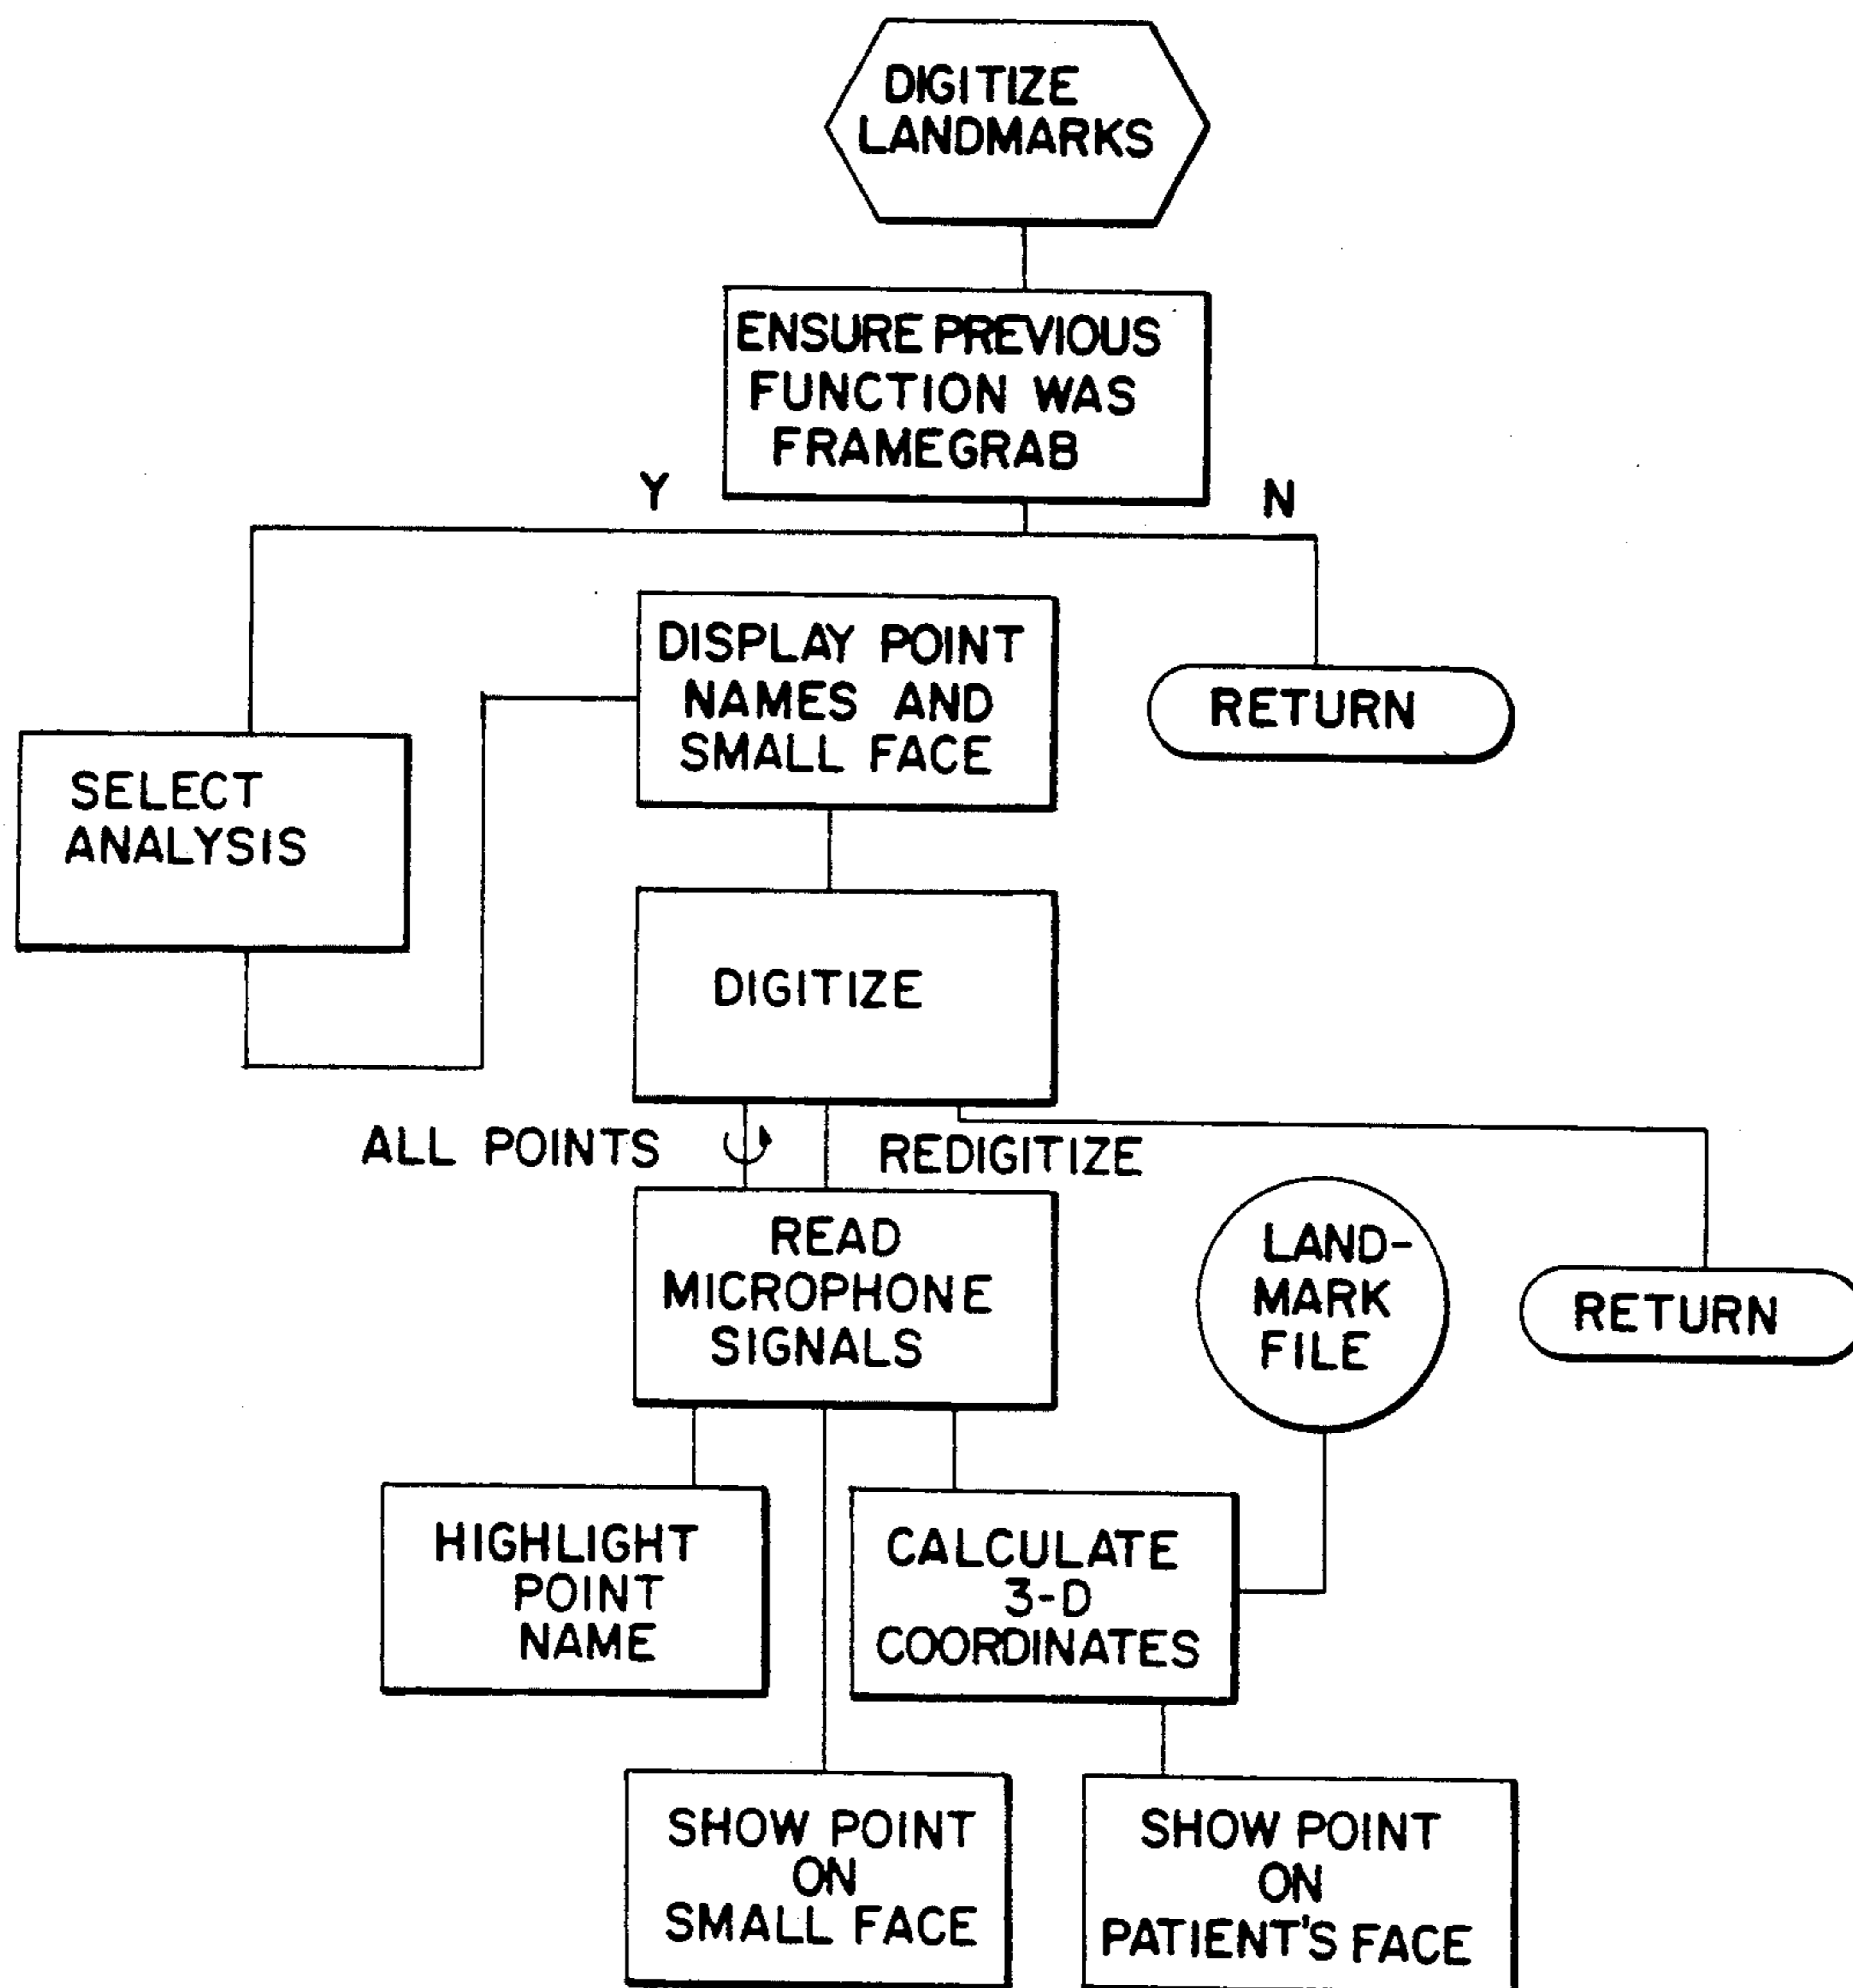 DIGITIZE
LANDMARKS
ENSURE PREVIOUS
FUNCTION WAS
FRAMEGRAB
Y
N
DISPLAY POINT
NAMES AND
SMALL FACE
RETURN
SELECT
ANALYSIS
DIGITIZE
ALL POINTS
REDIGITIZE
READ
MICROPHONE
SIGNALS
LAND-
MARK
FILE
RETURN
HIGHLIGHT
POINT
NAME
CALCULATE
3-D
COORDINATES
SHOW POINT
ON
SMALL FACE
SHOW POINT
ON
PATIENT'S FACE